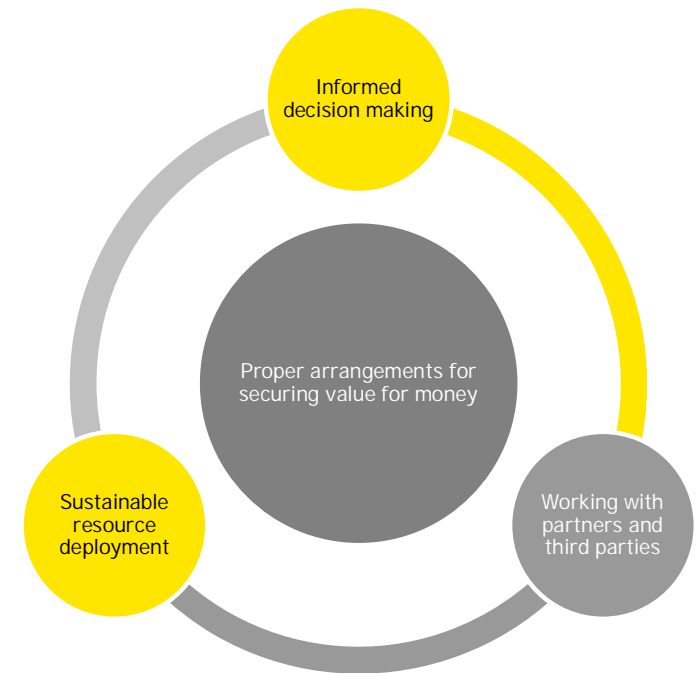 Informed
decision making
Proper arrangements for
securing value for money
Sustainable
resource
deployment
Working with
partners and
third parties